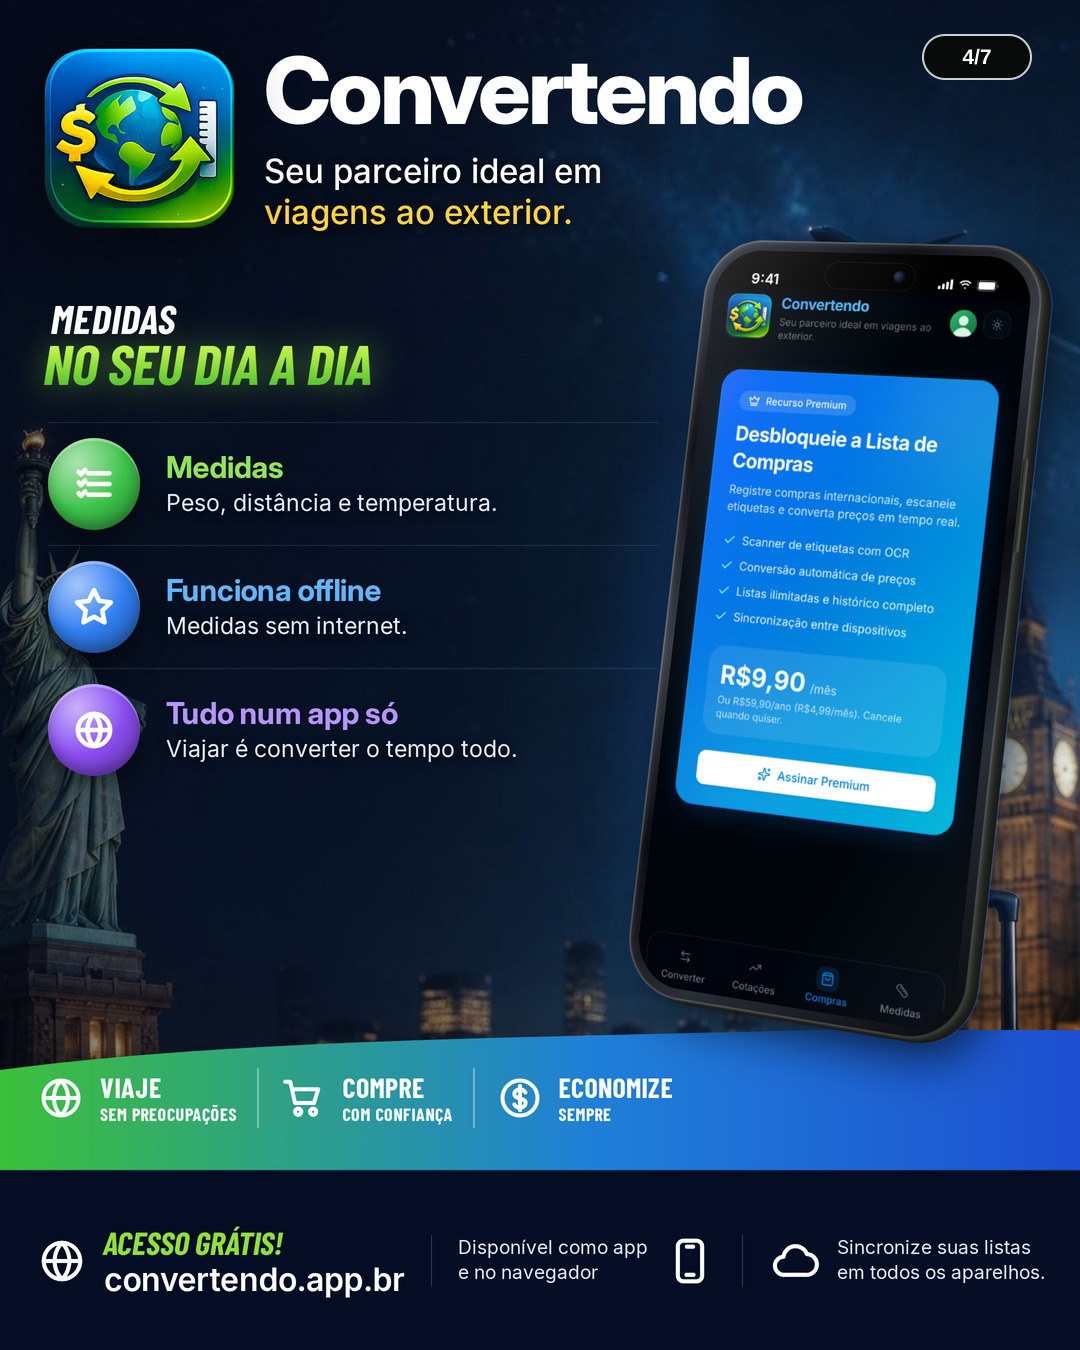 Convertendo
4/7
Seu parceiro ideal em
viagens ao exterior.
MEDIDAS
NO SEU DIA A DIA
Medidas
Peso, distância e temperatura.
Funciona offline
Medidas sem internet.
Tudo num app só
Viajar é converter o tempo todo.
9:41
Convertendo
Seu parceiro ideal em viagens ao
exterior.
Recurso Premium
Desbloqueie a Lista de
Compras
Registre compras internacionais, escaneie
etiquetas e converta preços em tempo real.
Scanner de etiquetas com OCR
Conversão automática de preços
Listas ilimitadas e histórico completo
Sincronização entre dispositivos
R$9,90 /mês
Ou R$59,90/ano (R$4,99/mês). Cancele
quando quiser.
Assinar Premium
Converter
Cotações
Compras
Medidas
VIAJE
SEM PREOCUPAÇÕES
COMPRE
COM CONFIANÇA
ECONOMIZE
SEMPRE
ACESSO GRÁTIS!
convertendo.app.br
Disponível como app
e no navegador
Sincronize suas listas
em todos os aparelhos.